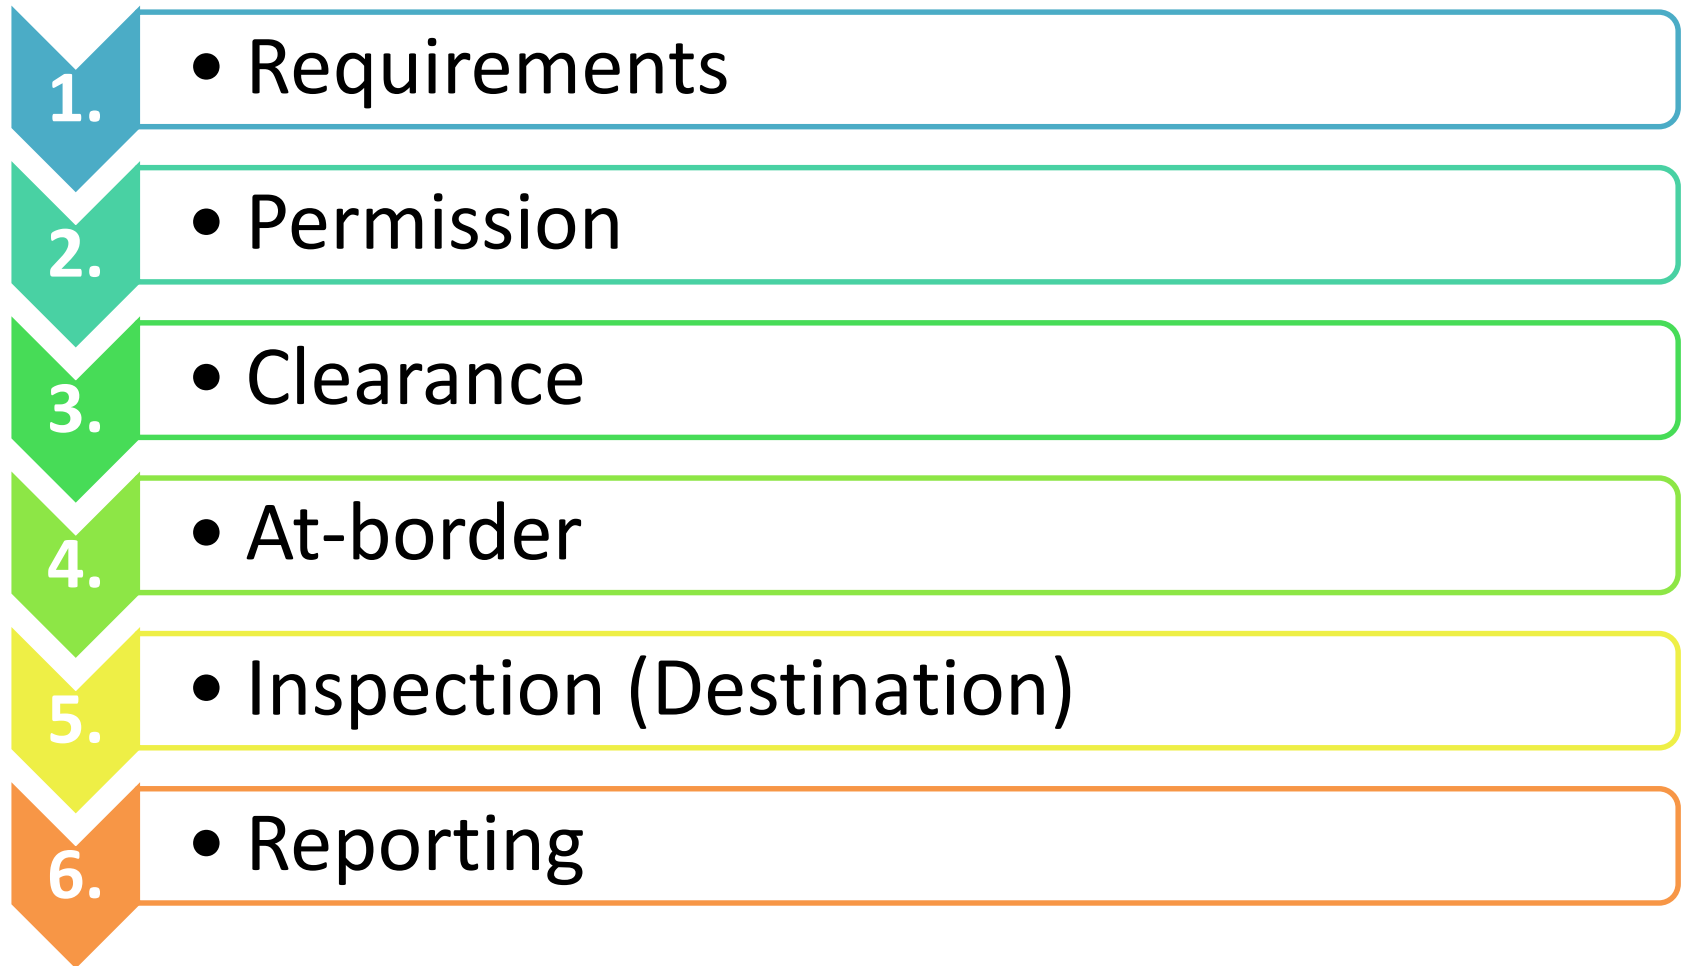 1. • Requirements
2. • Permission
3. • Clearance
4. • At-border
5. • Inspection (Destination)
6. • Reporting